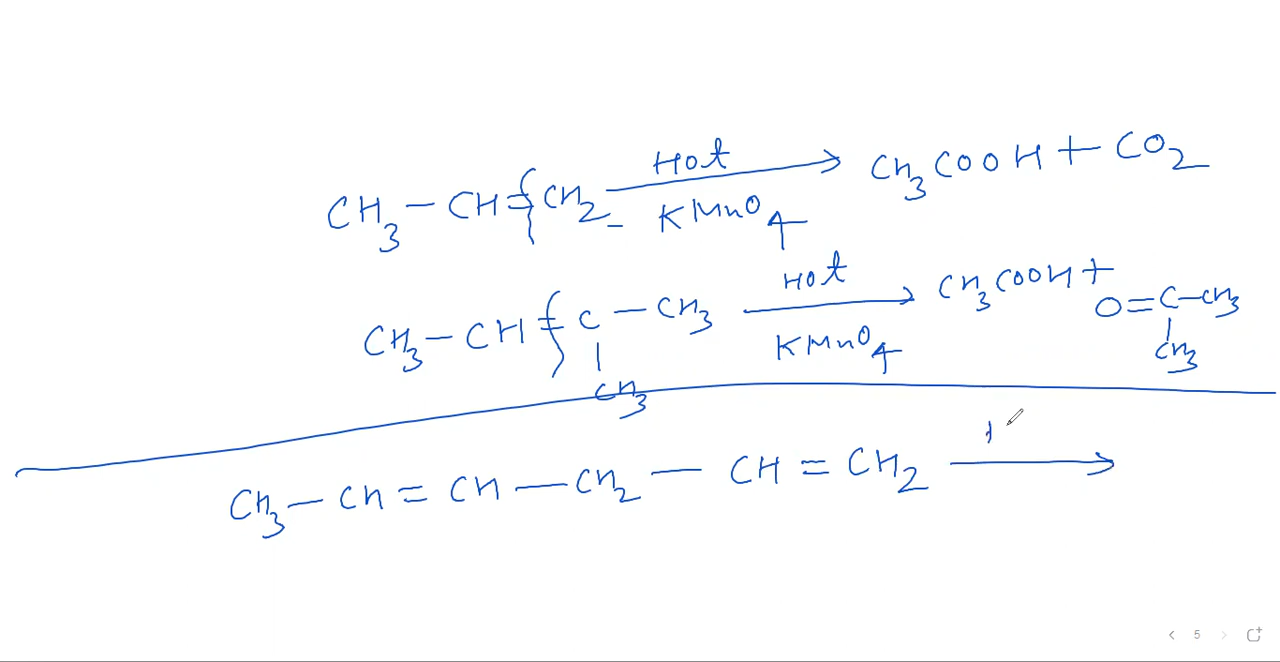 CH3 — CH = CH2 Hot KMnO4 → CH3COOH + CO2
CH3 — CH = C — CH3 Hot KMnO4 → CH3COOH + O=C—CH3
CH3 CH3
CH3 — CH = CH — CH2 — CH = CH2 →
< 5 >